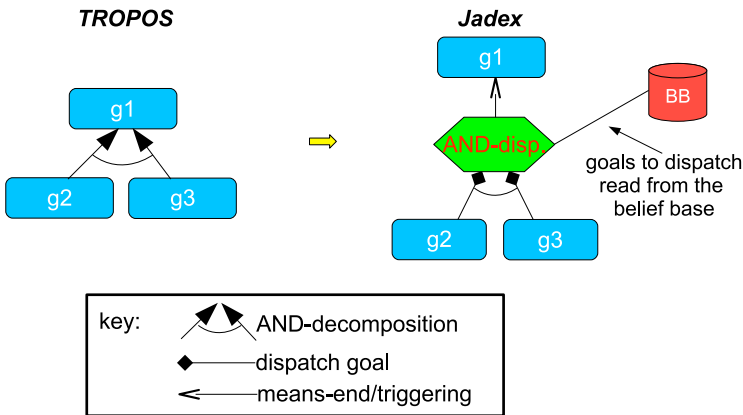 TROPOS
Jadex
g1
g1
BB
AND-disp.
goals to dispatch
read from the
belief base
g2
g3
g2
g3
key:
AND-decomposition
dispatch goal
means-end/triggering